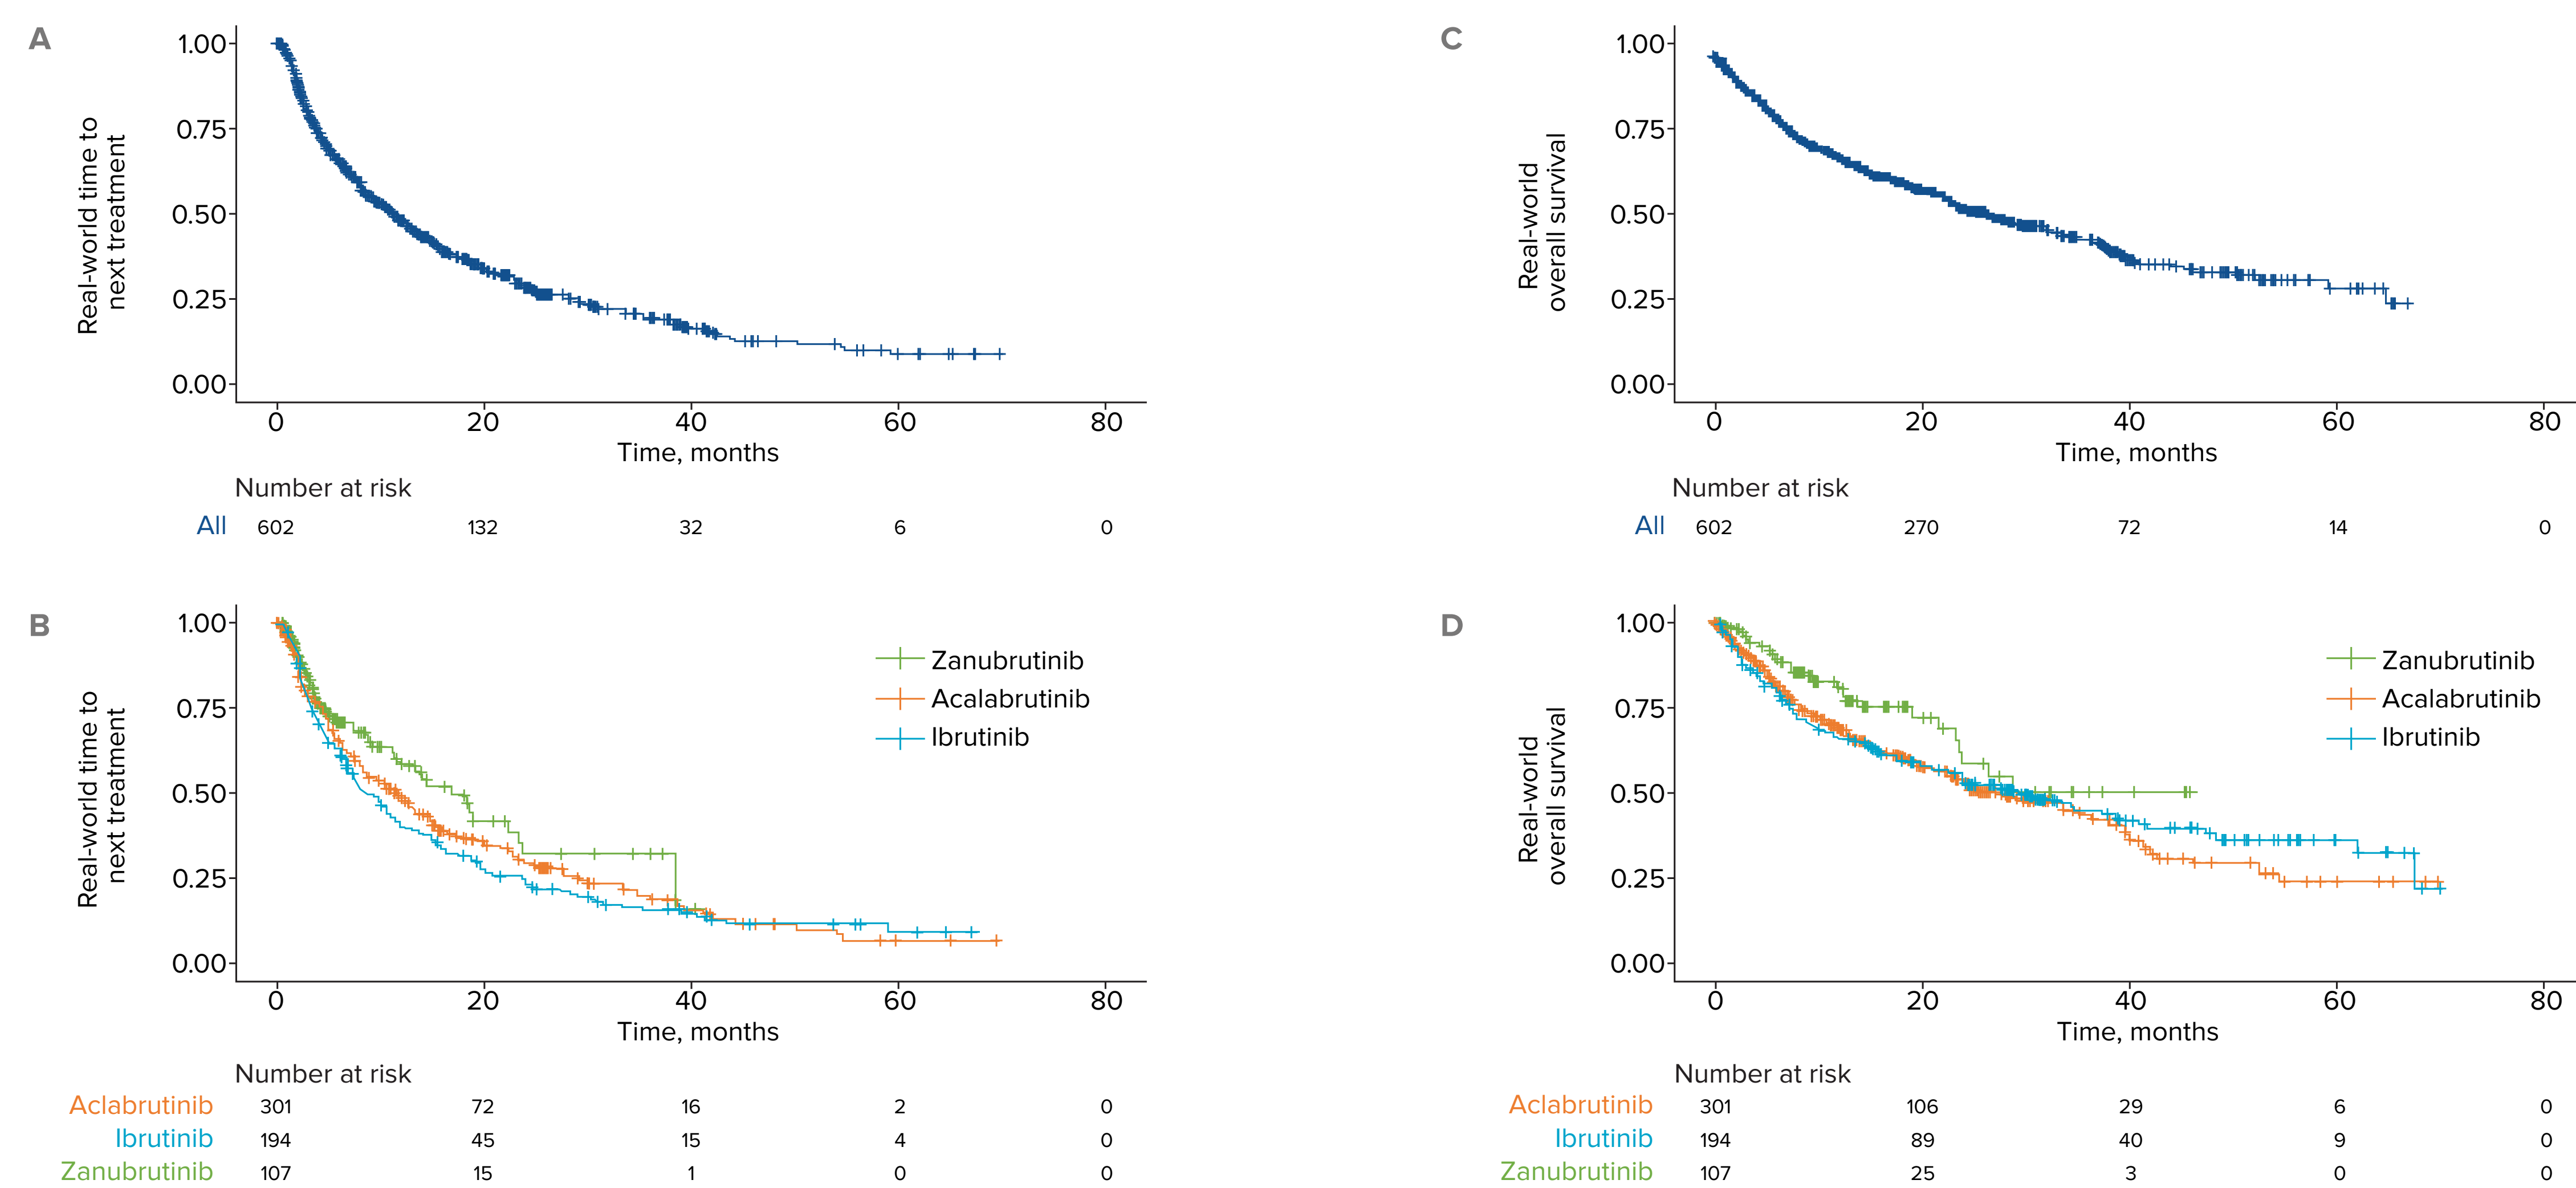 A
1.00
0.75
0.50
0.25
0.00
Real-world time to
next treatment
0 20 40 60 80
Time, months
Number at risk
All 602 132 32 6 0
C
1.00
0.75
0.50
0.25
0.00
Real-world
overall survival
0 20 40 60 80
Time, months
Number at risk
All 602 270 72 14 0
B
1.00
0.75
0.50
0.25
0.00
Real-world time to
next treatment
Zanubrutinib
Acalabrutinib
Ibrutinib
0 20 40 60 80
Time, months
Number at risk
Aclabrutinib 301 72 16 2 0
Ibrutinib 194 45 15 4 0
Zanubrutinib 107 15 1 0 0
D
1.00
0.75
0.50
0.25
0.00
Real-world
overall survival
Zanubrutinib
Acalabrutinib
Ibrutinib
0 20 40 60 80
Time, months
Number at risk
Aclabrutinib 301 106 29 6 0
Ibrutinib 194 89 40 9 0
Zanubrutinib 107 25 3 0 0